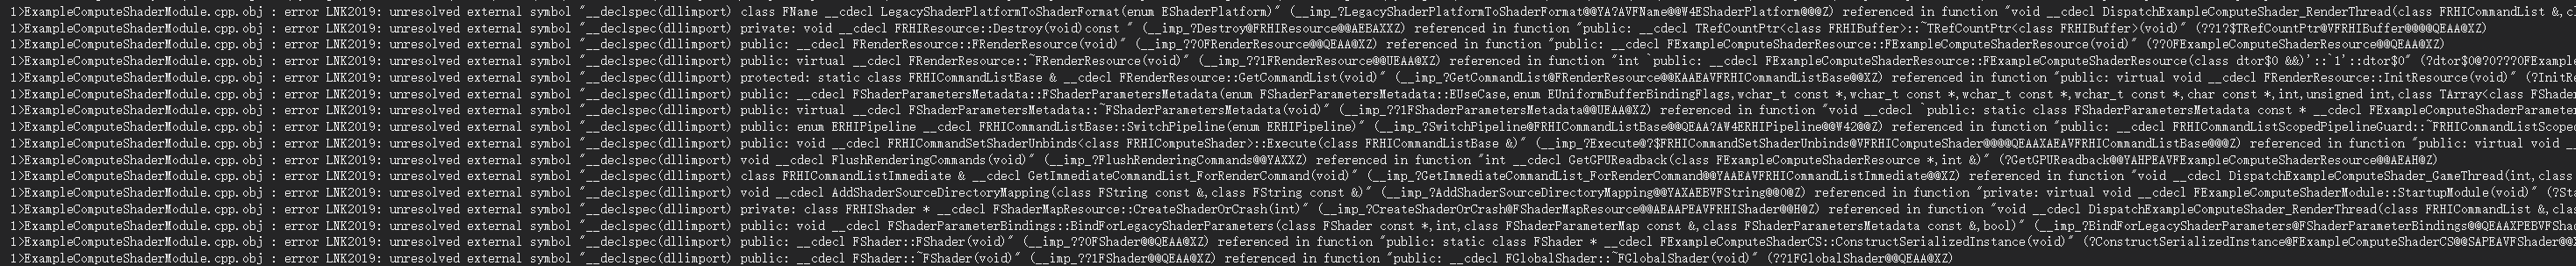 1>ExampleComputeShaderModule.cpp.obj : error LNK2019: unresolved external symbol "__declspec(dllimport) class FName __cdecl LegacyShaderPlatformToShaderFormat(enum EShaderPlatform)" (__imp_?LegacyShaderPlatformToShaderFormat@@YA?AVFName@@W4EShaderPlatform@@@Z) referenced in function "void __cdecl DispatchExampleComputeShader_RenderThread(class FRHICommandList &,cl
1>ExampleComputeShaderModule.cpp.obj : error LNK2019: unresolved external symbol "__declspec(dllimport) private: void __cdecl FRHIResource::Destroy(void)const " (__imp_?Destroy@FRHIResource@@AEBAXXZ) referenced in function "public: __cdecl TRefCountPtr<class FRHIBuffer>::~TRefCountPtr<class FRHIBuffer>(void)" (??1?$TRefCountPtr@VFRHIBuffer@@@@QEAA@XZ)
1>ExampleComputeShaderModule.cpp.obj : error LNK2019: unresolved external symbol "__declspec(dllimport) public: __cdecl FRenderResource::FRenderResource(void)" (__imp_??0FRenderResource@@QEAA@XZ) referenced in function "public: __cdecl FExampleComputeShaderResource::FExampleComputeShaderResource(void)" (??0FExampleComputeShaderResource@@QEAA@XZ)
1>ExampleComputeShaderModule.cpp.obj : error LNK2019: unresolved external symbol "__declspec(dllimport) public: virtual __cdecl FRenderResource::~FRenderResource(void)" (__imp_??1FRenderResource@@UEAA@XZ) referenced in function "int `public: __cdecl FExampleComputeShaderResource::FExampleComputeShaderResource(class dtor$0 &&)'::`1'::dtor$0" (?dtor$0@?0???0FExample
1>ExampleComputeShaderModule.cpp.obj : error LNK2019: unresolved external symbol "__declspec(dllimport) protected: static class FRHICommandListBase & __cdecl FRenderResource::GetCommandList(void)" (__imp_?GetCommandList@FRenderResource@@KAAEAVFRHICommandListBase@@XZ) referenced in function "public: virtual void __cdecl FRenderResource::InitResource(void)" (?InitRe
1>ExampleComputeShaderModule.cpp.obj : error LNK2019: unresolved external symbol "__declspec(dllimport) public: __cdecl FShaderParametersMetadata::FShaderParametersMetadata(enum FShaderParametersMetadata::EUseCase,enum EUniformBufferBindingFlags,wchar_t const *,wchar_t const *,wchar_t const *,char const *,int,unsigned int,class TArray<class FShader
1>ExampleComputeShaderModule.cpp.obj : error LNK2019: unresolved external symbol "__declspec(dllimport) public: virtual __cdecl FShaderParametersMetadata::~FShaderParametersMetadata(void)" (__imp_??1FShaderParametersMetadata@@UEAA@XZ) referenced in function "void __cdecl `public: static class FShaderParametersMetadata const * __cdecl FExampleComputeShaderParameter
1>ExampleComputeShaderModule.cpp.obj : error LNK2019: unresolved external symbol "__declspec(dllimport) public: enum ERHIPipeline __cdecl FRHICommandListBase::SwitchPipeline(enum ERHIPipeline)" (__imp_?SwitchPipeline@FRHICommandListBase@@QEAA?AW4ERHIPipeline@@W42@@Z) referenced in function "public: __cdecl FRHICommandListScopedPipelineGuard::~FRHICommandListScope
1>ExampleComputeShaderModule.cpp.obj : error LNK2019: unresolved external symbol "__declspec(dllimport) public: void __cdecl FRHICommandSetShaderUnbinds<class FRHIComputeShader>::Execute(class FRHICommandListBase &)" (__imp_?Execute@?$FRHICommandSetShaderUnbinds@VFRHIComputeShader@@@@QEAAXAEAVFRHICommandListBase@@@Z) referenced in function "public: virtual void __
1>ExampleComputeShaderModule.cpp.obj : error LNK2019: unresolved external symbol "__declspec(dllimport) void __cdecl FlushRenderingCommands(void)" (__imp_?FlushRenderingCommands@@YAXXZ) referenced in function "int __cdecl GetGPUReadback(class FExampleComputeShaderResource *,int &)" (?GetGPUReadback@@YAHPEAVFExampleComputeShaderResource@@AEAH@Z)
1>ExampleComputeShaderModule.cpp.obj : error LNK2019: unresolved external symbol "__declspec(dllimport) class FRHICommandListImmediate & __cdecl GetImmediateCommandList_ForRenderCommand(void)" (__imp_?GetImmediateCommandList_ForRenderCommand@@YAAEAVFRHICommandListImmediate@@XZ) referenced in function "void __cdecl DispatchExampleComputeShader_GameThread(int,class
1>ExampleComputeShaderModule.cpp.obj : error LNK2019: unresolved external symbol "__declspec(dllimport) void __cdecl AddShaderSourceDirectoryMapping(class FString const &,class FString const &)" (__imp_?AddShaderSourceDirectoryMapping@@YAXAEBVFString@@0@Z) referenced in function "private: virtual void __cdecl FExampleComputeShaderModule::StartupModule(void)" (?Sta
1>ExampleComputeShaderModule.cpp.obj : error LNK2019: unresolved external symbol "__declspec(dllimport) private: class FRHIShader * __cdecl FShaderMapResource::CreateShaderOrCrash(int)" (__imp_?CreateShaderOrCrash@FShaderMapResource@@AEAAPEAVFRHIShader@@H@Z) referenced in function "void __cdecl DispatchExampleComputeShader_RenderThread(class FRHICommandList &,clas
1>ExampleComputeShaderModule.cpp.obj : error LNK2019: unresolved external symbol "__declspec(dllimport) public: void __cdecl FShaderParameterBindings::BindForLegacyShaderParameters(class FShader const *,int,class FShaderParameterMap const &,class FShaderParametersMetadata const &,bool)" (__imp_?BindForLegacyShaderParameters@FShaderParameterBindings@@QEAAXPEBVFShad
1>ExampleComputeShaderModule.cpp.obj : error LNK2019: unresolved external symbol "__declspec(dllimport) public: __cdecl FShader::FShader(void)" (__imp_??0FShader@@QEAA@XZ) referenced in function "public: static class FShader * __cdecl FExampleComputeShaderCS::ConstructSerializedInstance(void)" (?ConstructSerializedInstance@FExampleComputeShaderCS@@SAPEAVFShader@@X
1>ExampleComputeShaderModule.cpp.obj : error LNK2019: unresolved external symbol "__declspec(dllimport) public: __cdecl FShader::~FShader(void)" (__imp_??1FShader@@QEAA@XZ) referenced in function "public: __cdecl FGlobalShader::~FGlobalShader(void)" (??1FGlobalShader@@QEAA@XZ)